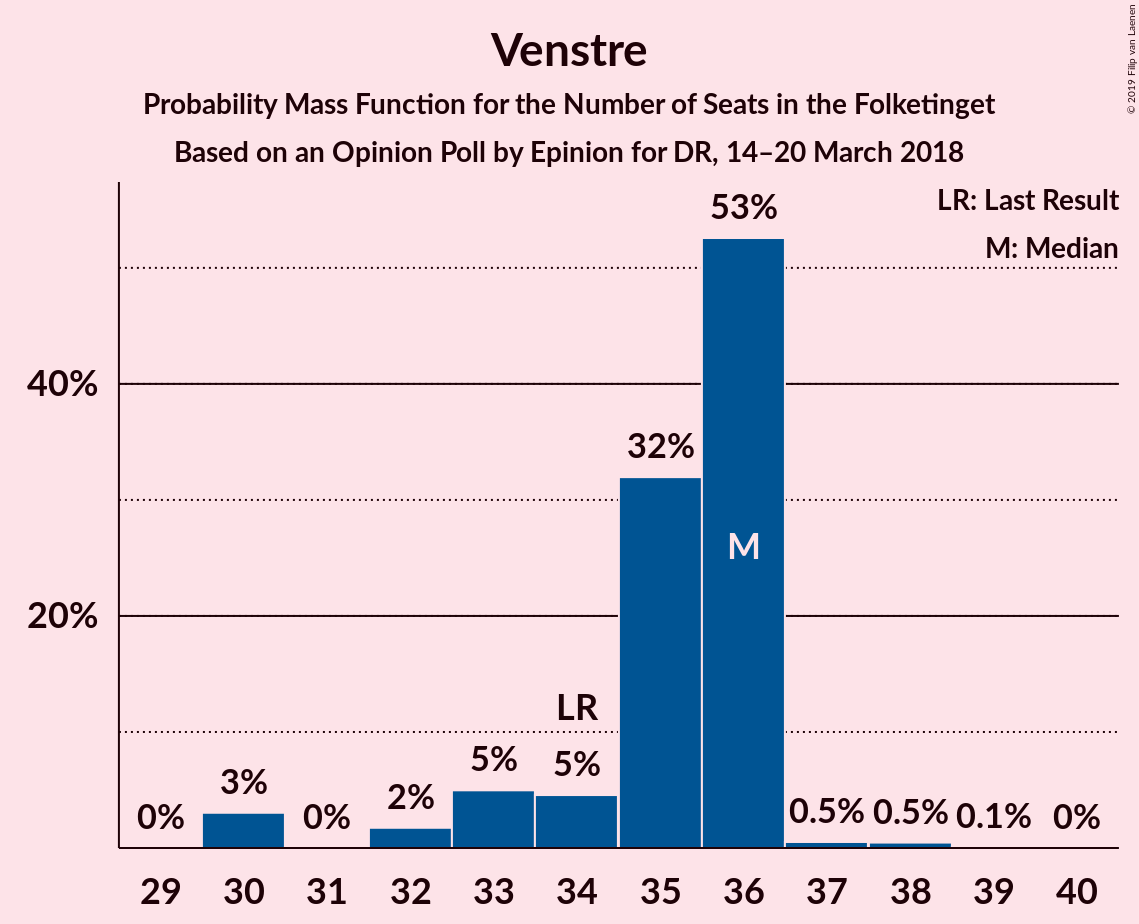 Venstre
Probability Mass Function for the Number of Seats in the Folketinget
Based on an Opinion Poll by Epinion for DR, 14–20 March 2018
© 2019 Filip van Laenen
LR: Last Result
M: Median
53%
40%
32%
M
20%
LR
5%
5%
3%
2%
0%
0%
0.5%
0.5%
0.1%
0%
29 30 31 32 33 34 35 36 37 38 39 40